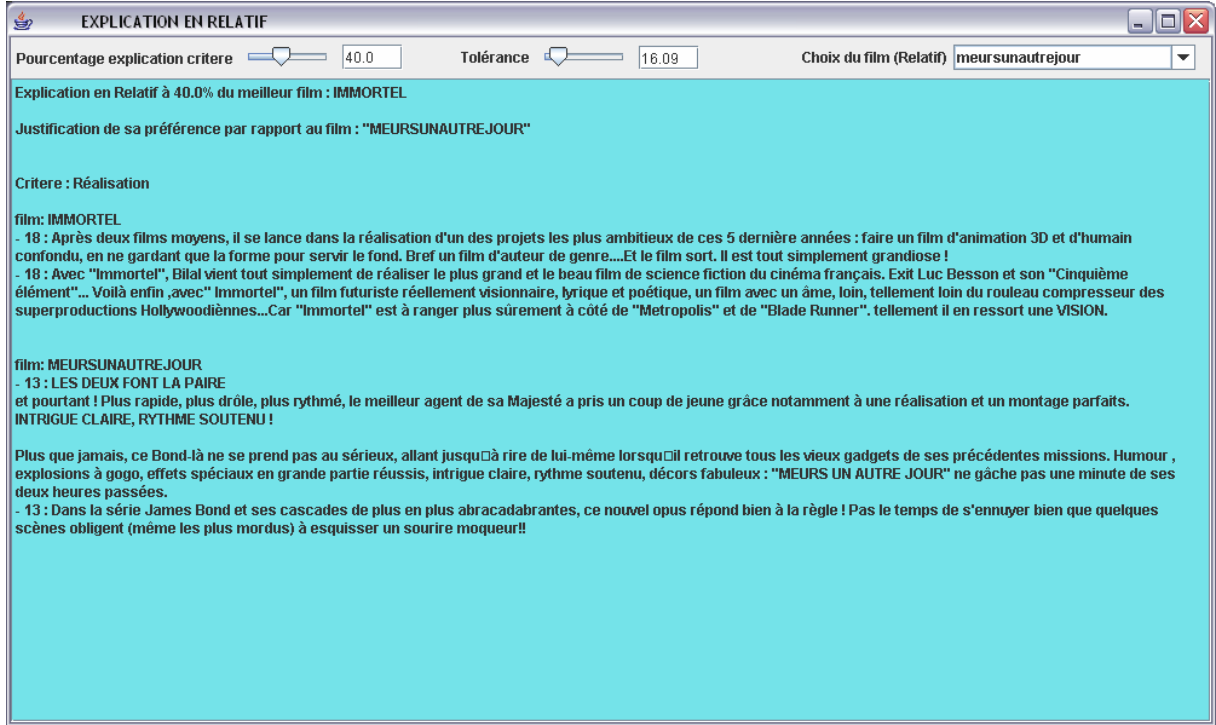 EXPLICATION EN RELATIF
Pourcentage explication critere 40.0 Tolérance 16.09 Choix du film (Relatif) meursunautrejour
Explication en Relatif à 40.0% du meilleur film : IMMORTEL
Justification de sa préférence par rapport au film : "MEURSUNAUTREJOUR"
Critere : Réalisation
film: IMMORTEL
- 18 : Après deux films moyens, il se lance dans la réalisation d'un des projets les plus ambitieux de ces 5 dernière années : faire un film d'animation 3D et d'humain
confondu, en ne gardant que la forme pour servir le fond. Bref un film d'auteur de genre....Et le film sort. Il est tout simplement grandiose !
- 18 : Avec "Immortel", Bilal vient tout simplement de réaliser le plus grand et le beau film de science fiction du cinéma français. Exit Luc Besson et son "Cinquième
élément"... Voilà enfin ,avec" Immortel", un film futuriste réellement visionnaire, lyrique et poétique, un film avec un âme, loin, tellement loin du rouleau compresseur des
superproductions Hollywoodiènnes...Car "Immortel" est à ranger plus sûrement à côté de "Metropolis" et de "Blade Runner". tellement il en ressort une VISION.
film: MEURSUNAUTREJOUR
- 13 : LES DEUX FONT LA PAIRE
et pourtant ! Plus rapide, plus drôle, plus rythmé, le meilleur agent de sa Majesté a pris un coup de jeune grâce notamment à une réalisation et un montage parfaits.
INTRIGUE CLAIRE, RYTHME SOUTENU !
Plus que jamais, ce Bond-là ne se prend pas au sérieux, allant jusqu□à rire de lui-même lorsqu□il retrouve tous les vieux gadgets de ses précédentes missions. Humour ,
explosions à gogo, effets spéciaux en grande partie réussis, intrigue claire, rythme soutenu, décors fabuleux : "MEURS UN AUTRE JOUR" ne gâche pas une minute de ses
deux heures passées.
- 13 : Dans la série James Bond et ses cascades de plus en plus abracadabrantes, ce nouvel opus répond bien à la règle ! Pas le temps de s'ennuyer bien que quelques
scènes obligent (même les plus mordus) à esquisser un sourire moqueur!!